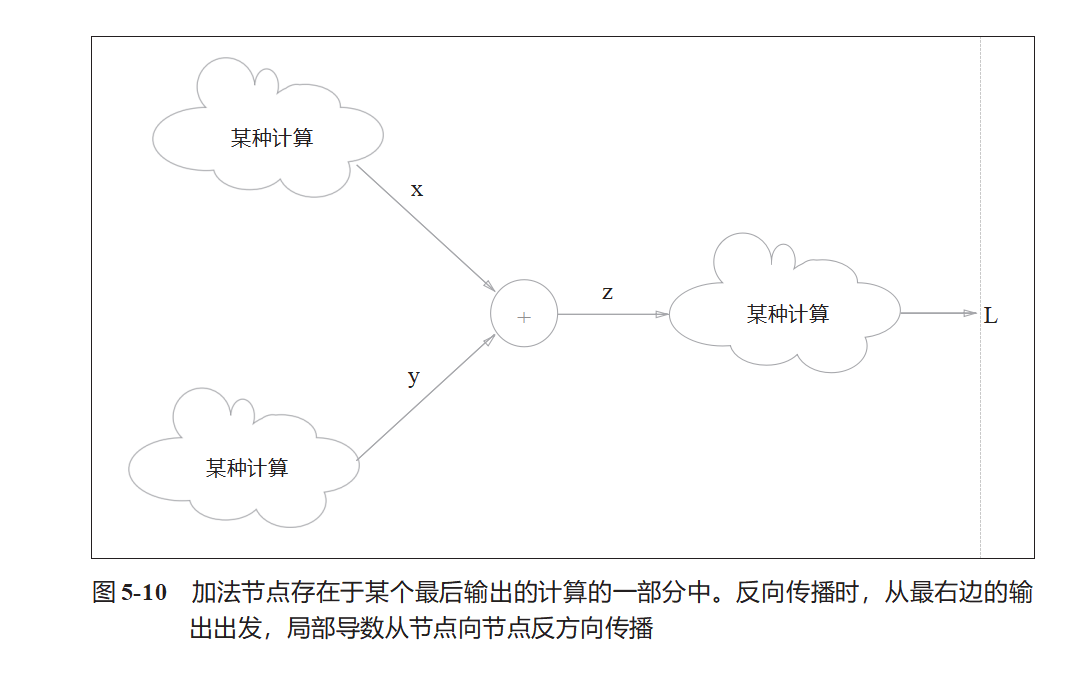 某种计算
x
+
z
某种计算
L
y
某种计算
图 5-10 加法节点存在于某个最后输出的计算的一部分中。反向传播时，从最右边的输
出出发，局部导数从节点向节点反方向传播